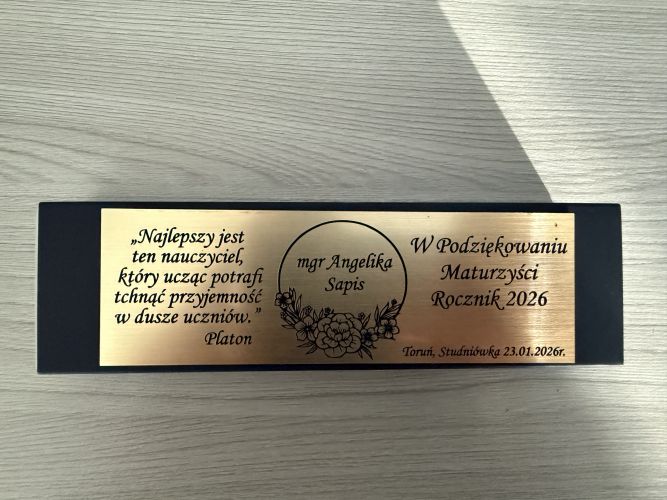 „Najlepszy jest
ten nauczyciel,
który ucząc potrafi
tchnąć przyjemność
w dusze uczniów.”
Platon
mgr Angelika
Sapis
W Podziękowaniu
Maturzyści
Rocznik 2026
Toruń, Studniówka 23.01.2026r.